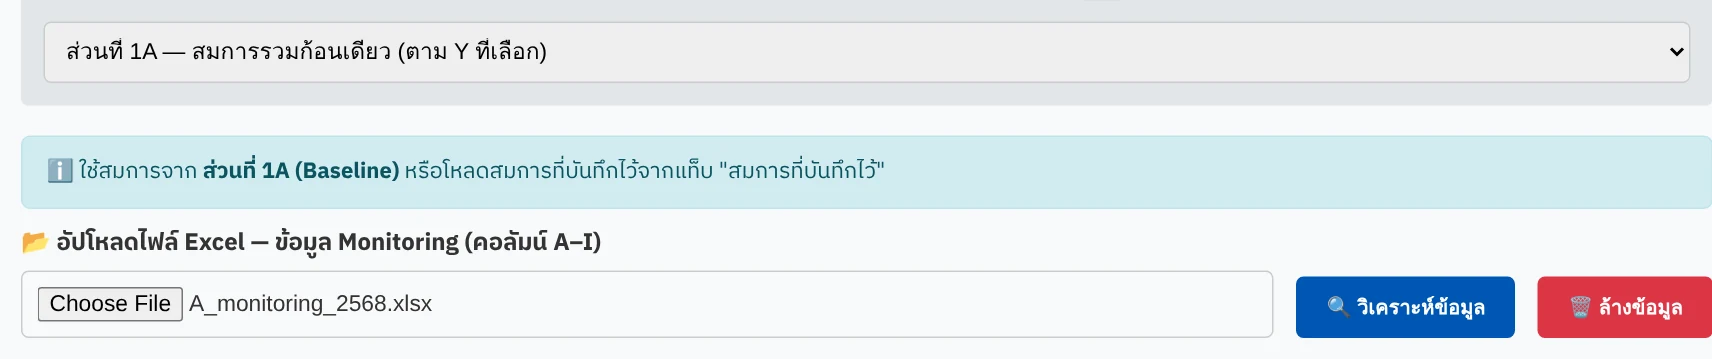 ส่วนที่ 1A — สมการรวมก้อนเดียว (ตาม Y ที่เลือก)
ℹ️ ใช้สมการจาก ส่วนที่ 1A (Baseline) หรือโหลดสมการที่บันทึกไว้จากแท็บ "สมการที่บันทึกไว้"
📂 อัปโหลดไฟล์ Excel — ข้อมูล Monitoring (คอลัมน์ A–I)
Choose File A_monitoring_2568.xlsx 🔍 วิเคราะห์ข้อมูล 🗑️ ล้างข้อมูล